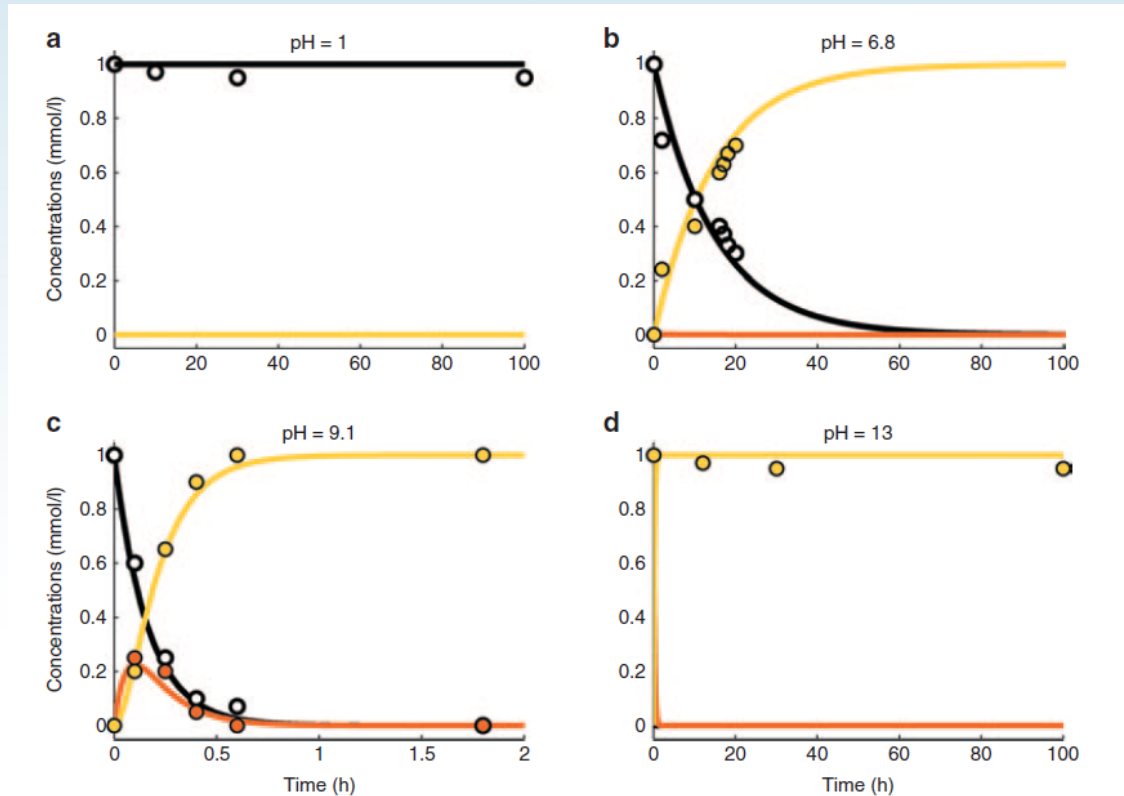 a
pH = 1
Concentrations (mmol/l)
1
0.8
0.6
0.4
0.2
0
0 20 40 60 80 100
b
pH = 6.8
1
0.8
0.6
0.4
0.2
0
0 20 40 60 80 100
c
pH = 9.1
Concentrations (mmol/l)
1
0.8
0.6
0.4
0.2
0
0 0.5 1 1.5 2
Time (h)
d
pH = 13
1
0.8
0.6
0.4
0.2
0
0 20 40 60 80 100
Time (h)